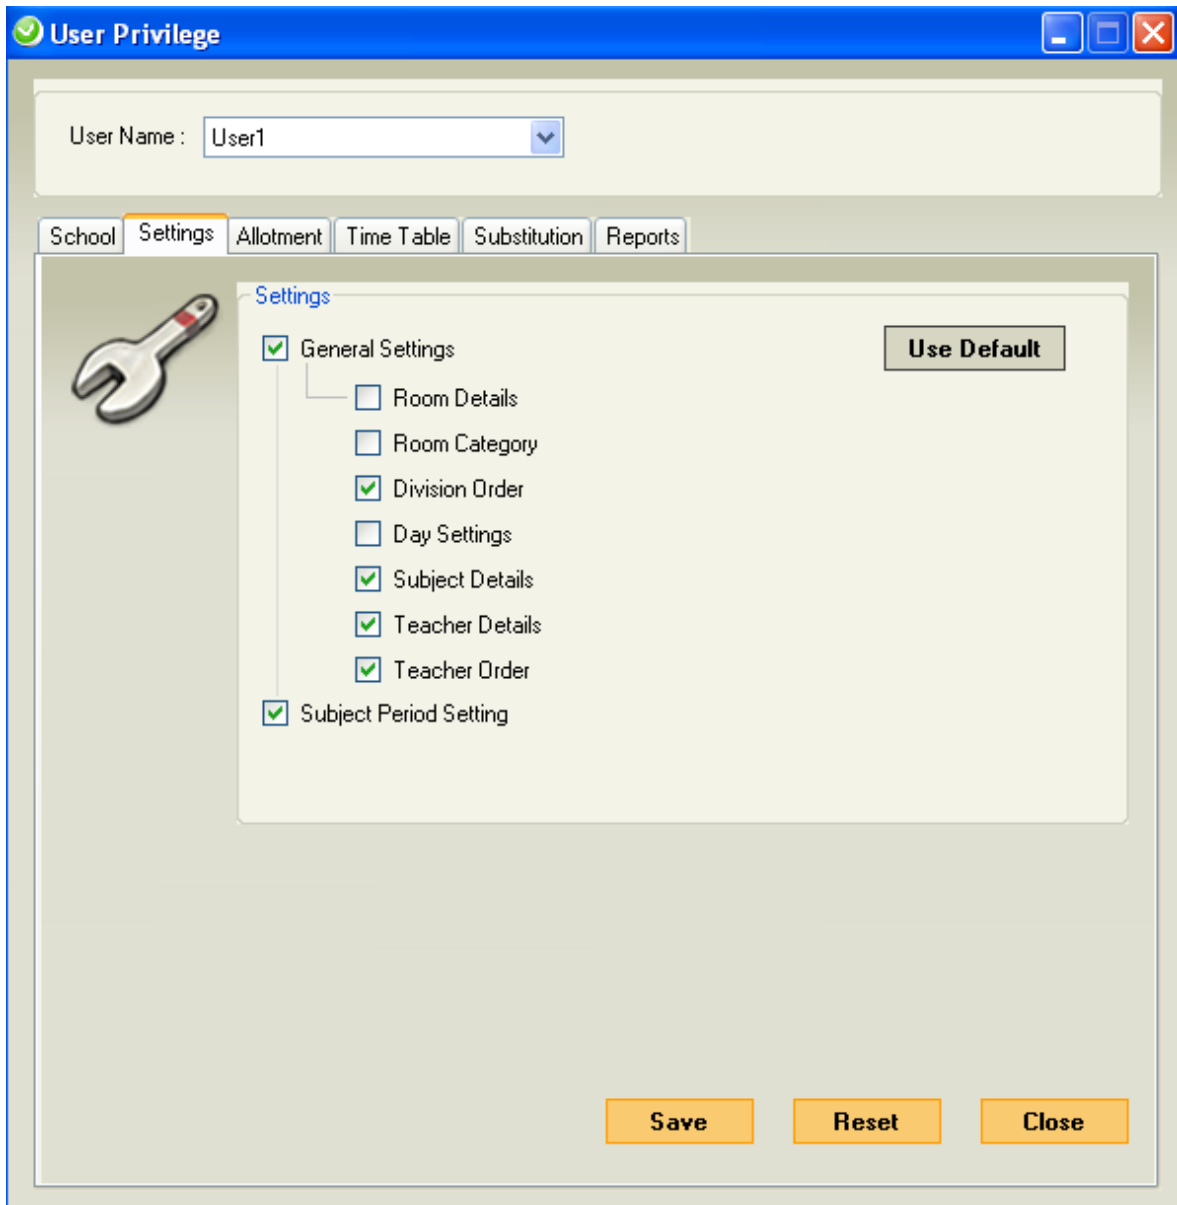 User Privilege
User Name : User1
School Settings Allotment Time Table Substitution Reports
Settings
General Settings Use Default
Room Details
Room Category
Division Order
Day Settings
Subject Details
Teacher Details
Teacher Order
Subject Period Setting
Save Reset Close